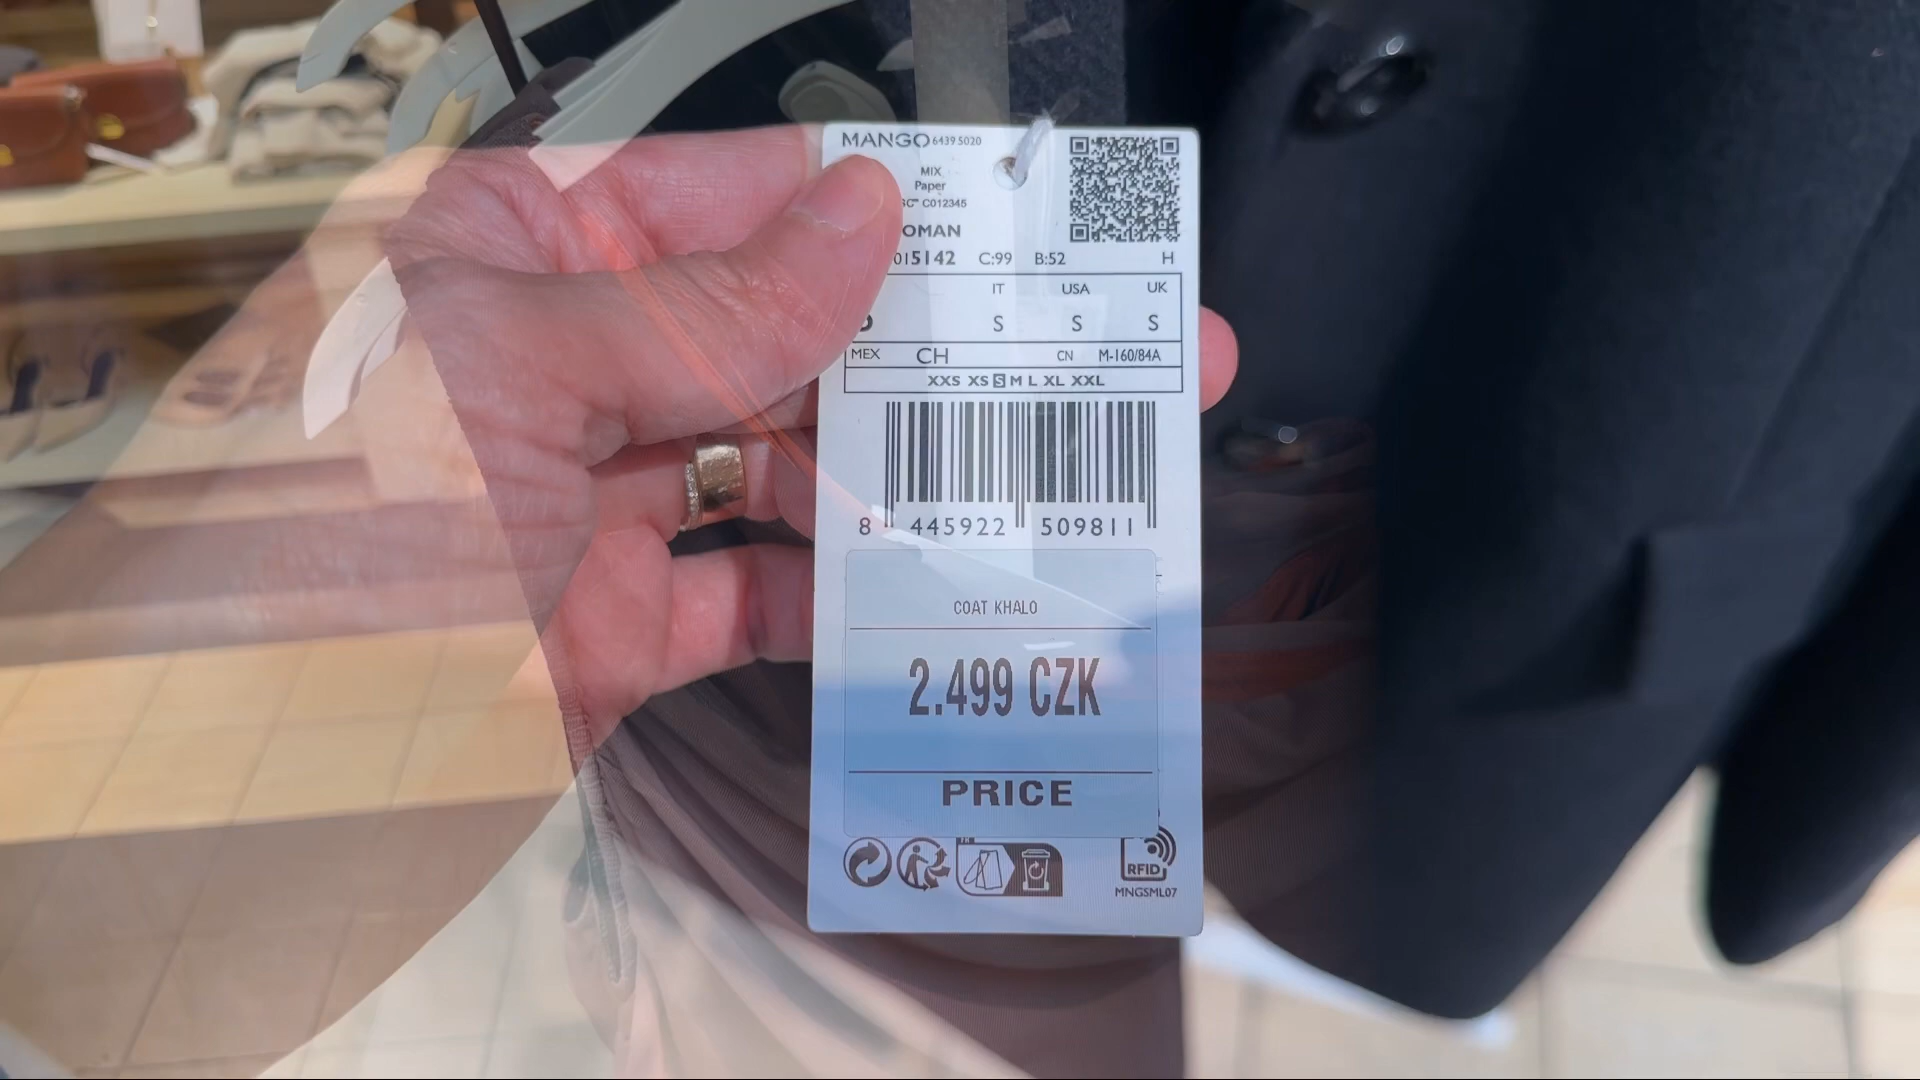 MANGO 6439 5020
MIX
Paper
C012345
OMAN
015142 C:99 B:52 H
IT USA UK
S S S
MEX CH CN M-160/84A
XXS XS S M L XL XXL
8 445922 509811
COAT KHALO
2.499 CZK
PRICE
FR
RFID
MNGSML07